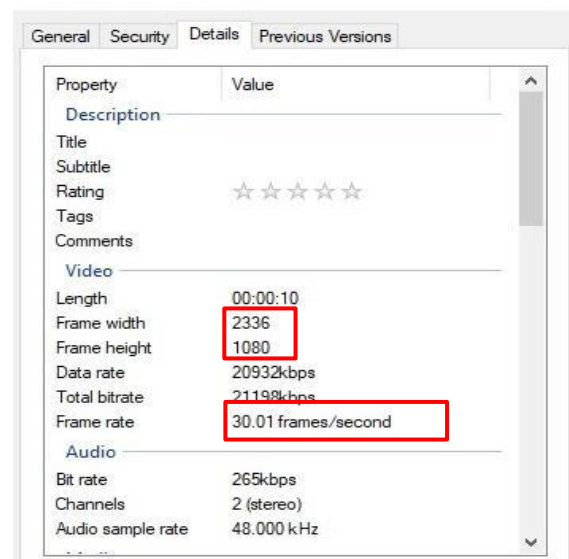 General Security Details Previous Versions
Property Value
Description
Title
Subtitle
Rating
Tags
Comments
Video
Length 00:00:10
Frame width 2336
Frame height 1080
Data rate 20932kbps
Total bitrate 21198kbps
Frame rate 30.01 frames/second
Audio
Bit rate 265kbps
Channels 2 (stereo)
Audio sample rate 48.000 kHz